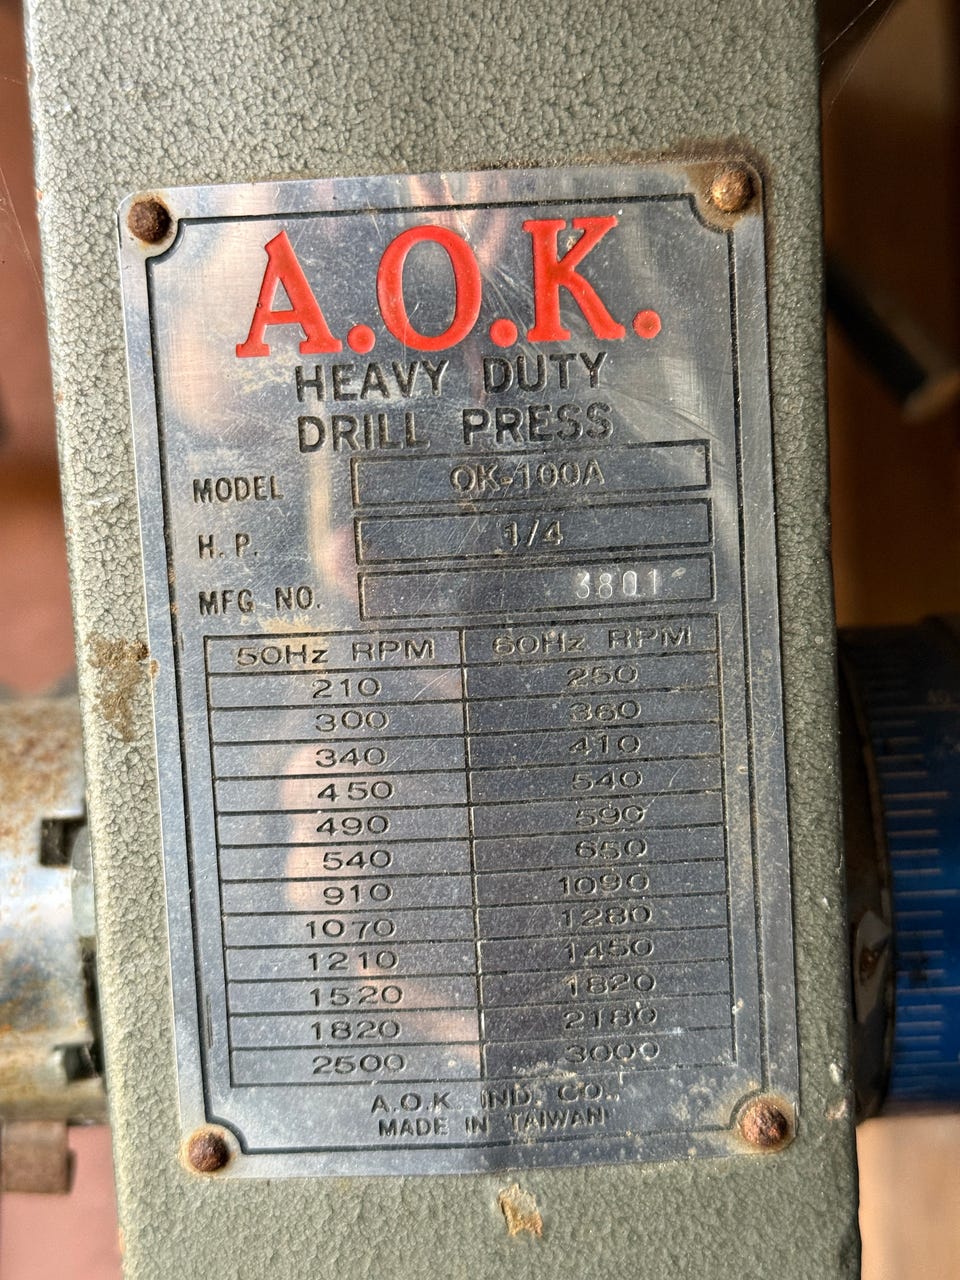 A.O.K.
HEAVY DUTY
DRILL PRESS
MODEL OK-100A
H.P. 1/4
MFG NO. 3801
50Hz RPM 60Hz RPM
210 250
300 360
340 410
450 540
490 590
540 650
910 1090
1070 1280
1210 1450
1520 1820
1820 2180
2500 3000
A.O.K. IND. CO.,
MADE IN TAIWAN